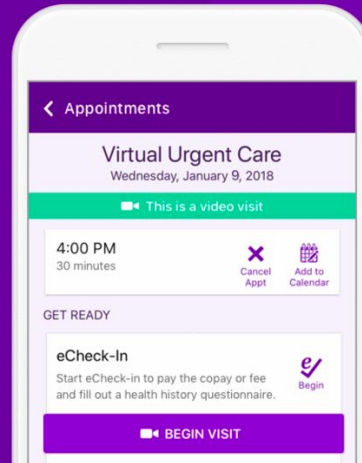 Appointments
Virtual Urgent Care
Wednesday, January 9, 2018
This is a video visit
4:00 PM
30 minutes
Cancel
Appt
Add to
Calendar
GET READY
eCheck-In
Start eCheck-in to pay the copay or fee
and fill out a health history questionnaire.
Begin
BEGIN VISIT